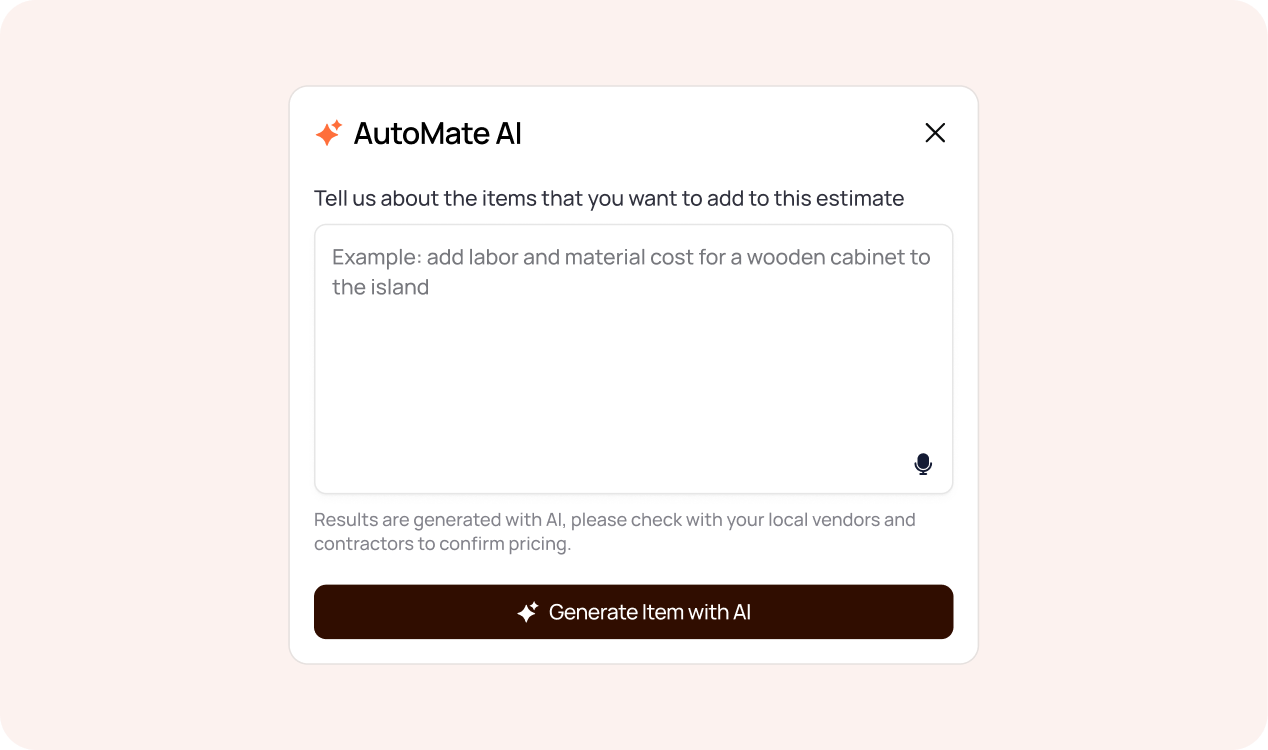 AutoMate AI
Tell us about the items that you want to add to this estimate
Example: add labor and material cost for a wooden cabinet to
the island
Results are generated with AI, please check with your local vendors and
contractors to confirm pricing.
Generate Item with AI